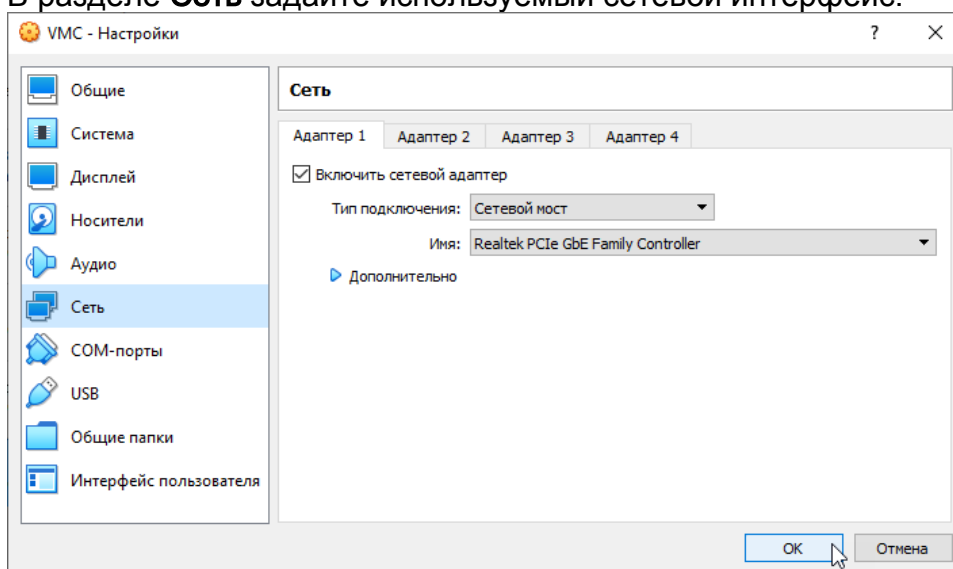 В разделе Сеть задайте используемый сетевой интерфейс.
VMC - Настройки
?
Общие
Система
Дисплей
Носители
Аудио
Сеть
COM-порты
USB
Общие папки
Интерфейс пользователя
Сеть
Адаптер 1 Адаптер 2 Адаптер 3 Адаптер 4
Включить сетевой адаптер
Тип подключения: Сетевой мост
Имя: Realtek PCIe GbE Family Controller
Дополнительно
OK Отмена